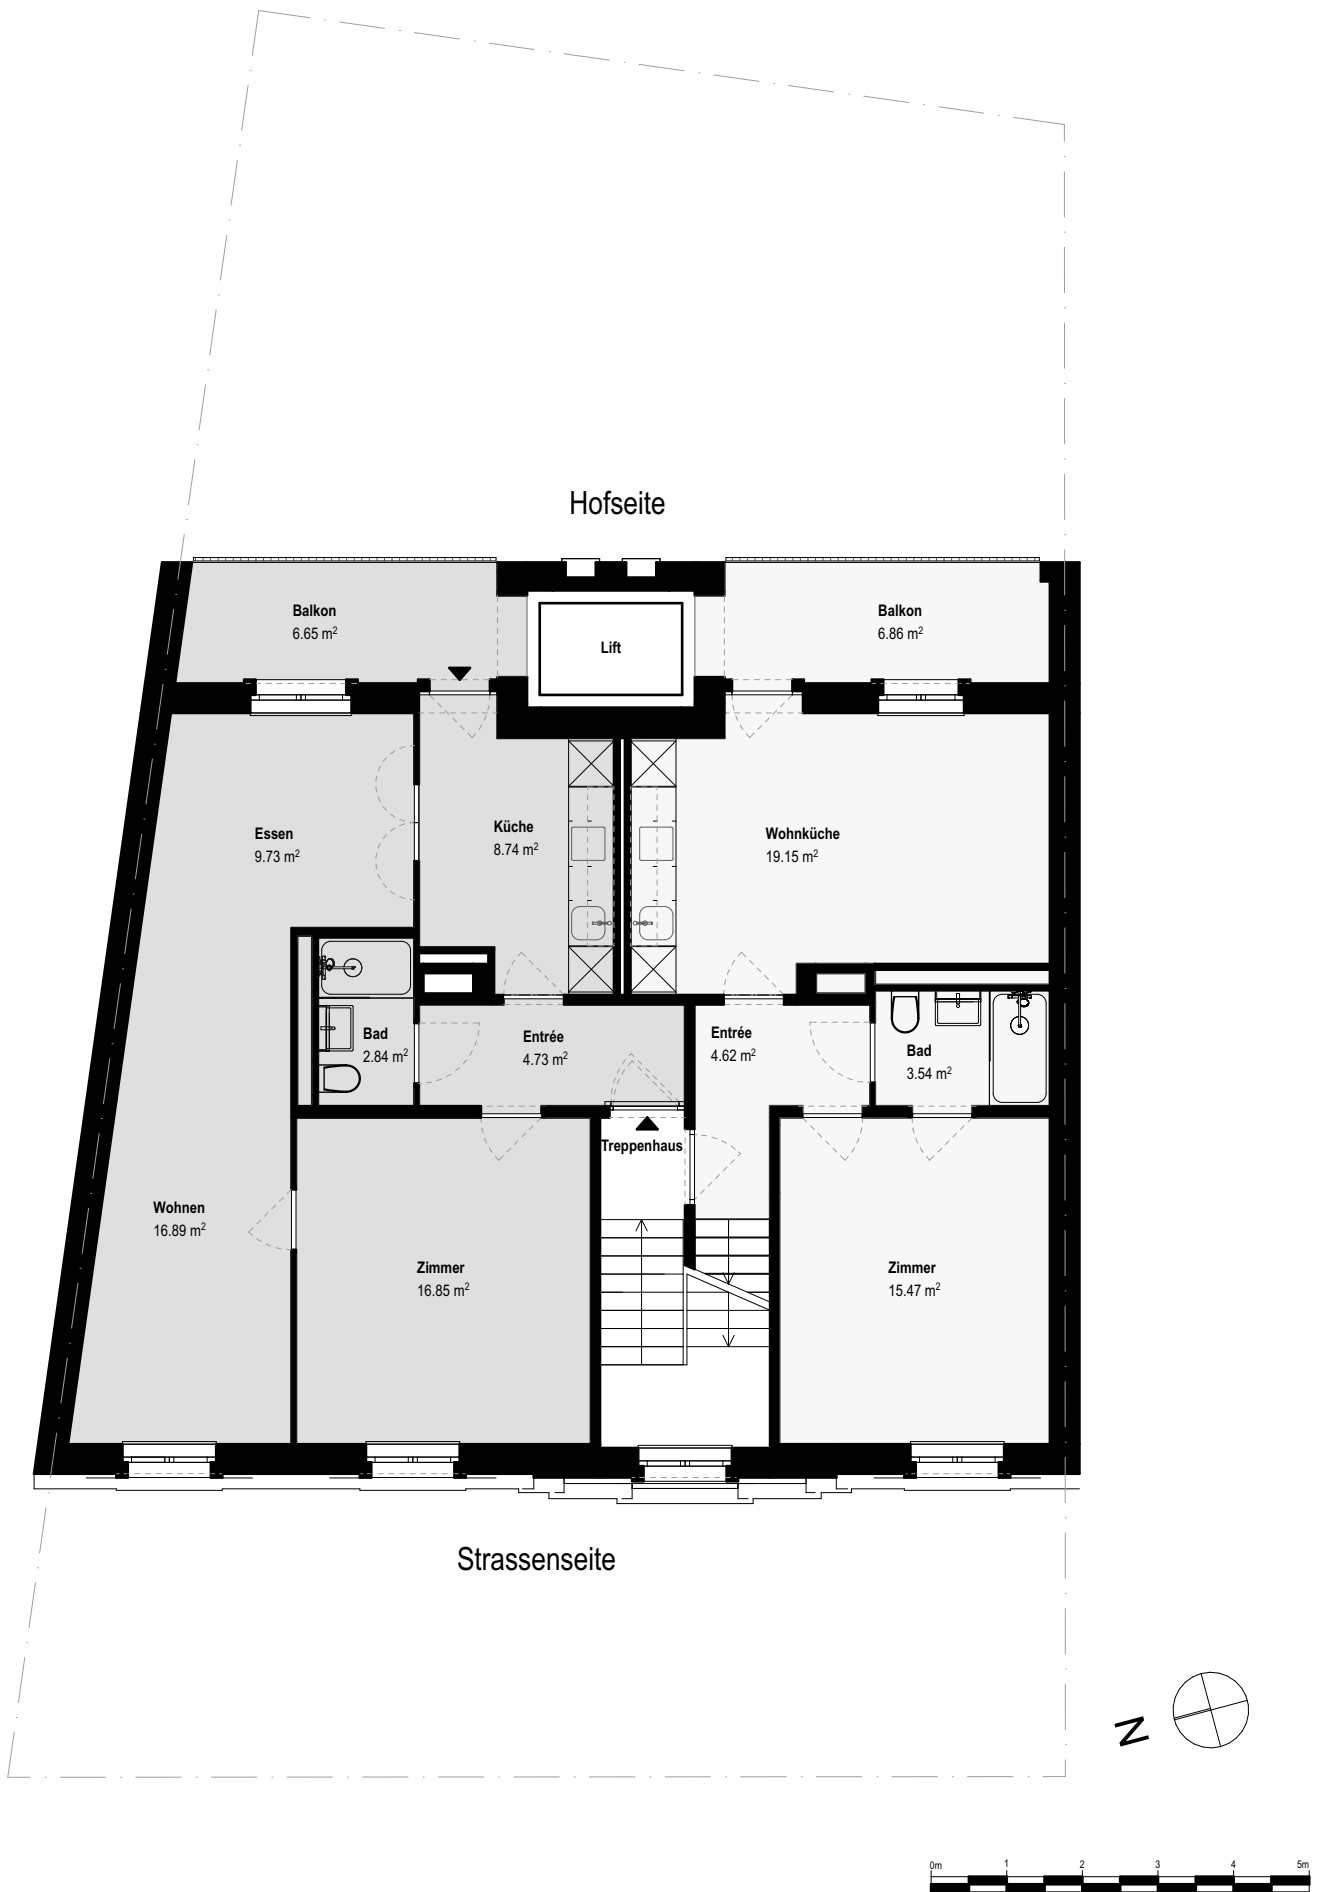 Hofseite
Balkon
6.65 m²
Lift
Balkon
6.86 m²
Essen
9.73 m²
Küche
8.74 m²
Wohnküche
19.15 m²
Bad
2.84 m²
Entrée
4.73 m²
Entrée
4.62 m²
Bad
3.54 m²
Treppenhaus
Wohnen
16.89 m²
Zimmer
16.85 m²
Zimmer
15.47 m²
Strassenseite
N
0m 1 2 3 4 5m